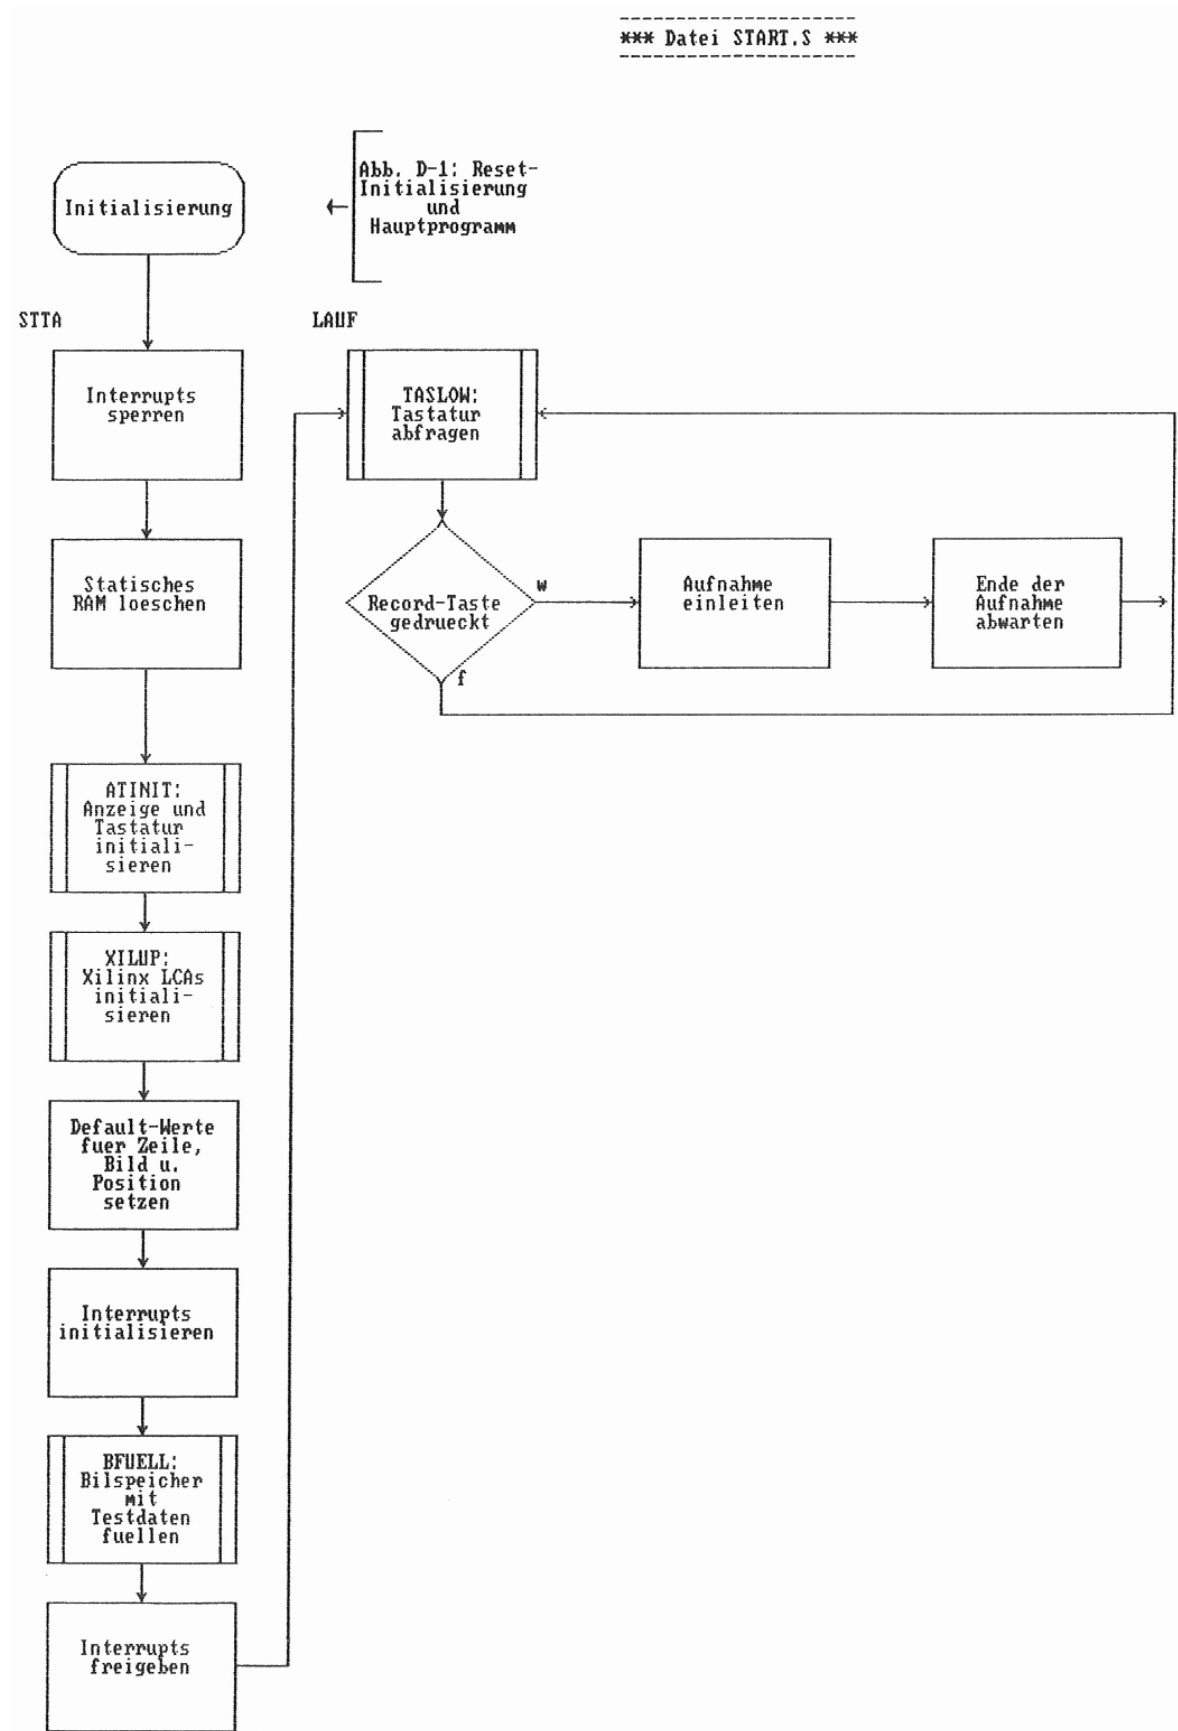 *** Datei START.S ***
Abb. D-1: Reset-
Initialisierung
und
Hauptprogramm
Initialisierung
STTA
Interrupts
sperren
Statisches
RAM loeschen
ATINIT:
Anzeige und
Tastatur
initiali-
sieren
XILUP:
Xilinx LCAs
initiali-
sieren
Default-Werte
fuer Zeile,
Bild u.
Position
setzen
Interrupts
initialisieren
BFUELL:
Bilspeicher
mit
Testdaten
fuellen
Interrupts
freigeben
LAUF
TASLOW:
Tastatur
abfragen
Record-Taste
gedrueckt
w
f
Aufnahme
einleiten
Ende der
Aufnahme
abwarten